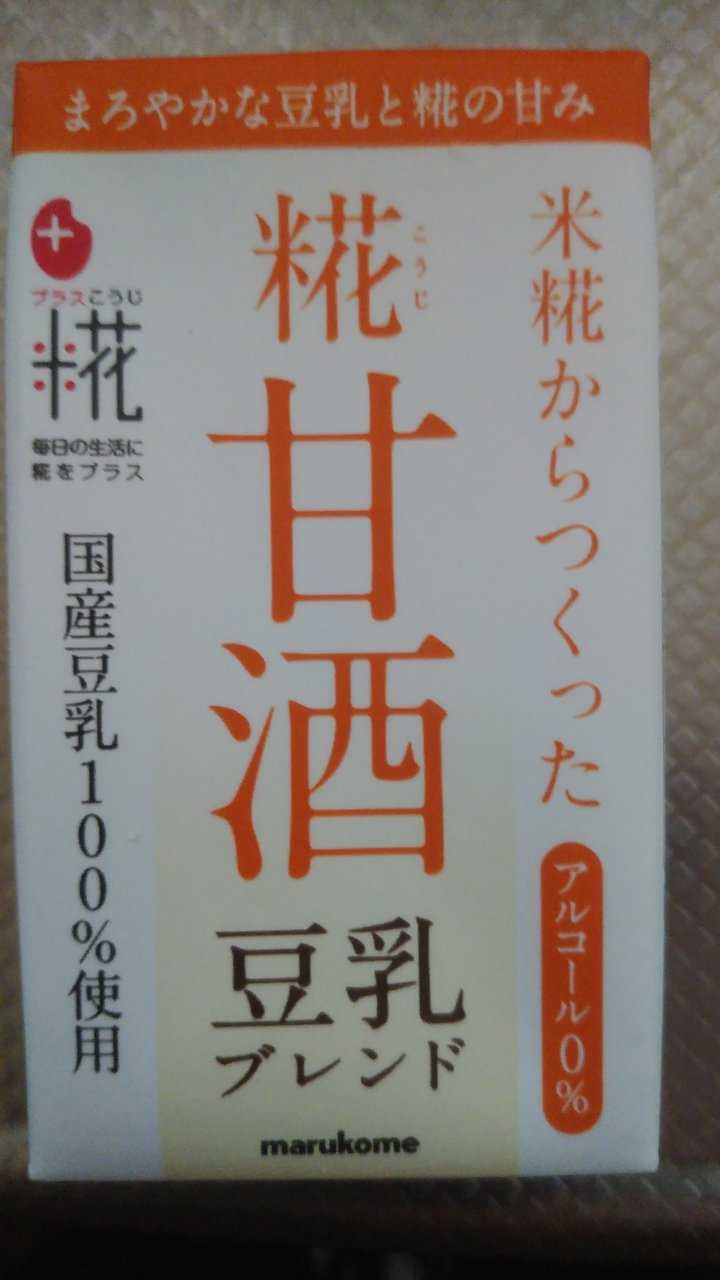 まろやかな豆乳と糀の甘み
米糀からつくった
アルコール0%
糀
こうじ
甘酒
豆乳
ブレンド
marukome
プラスこうじ
糀
毎日の生活に
糀をプラス
国産豆乳100%使用